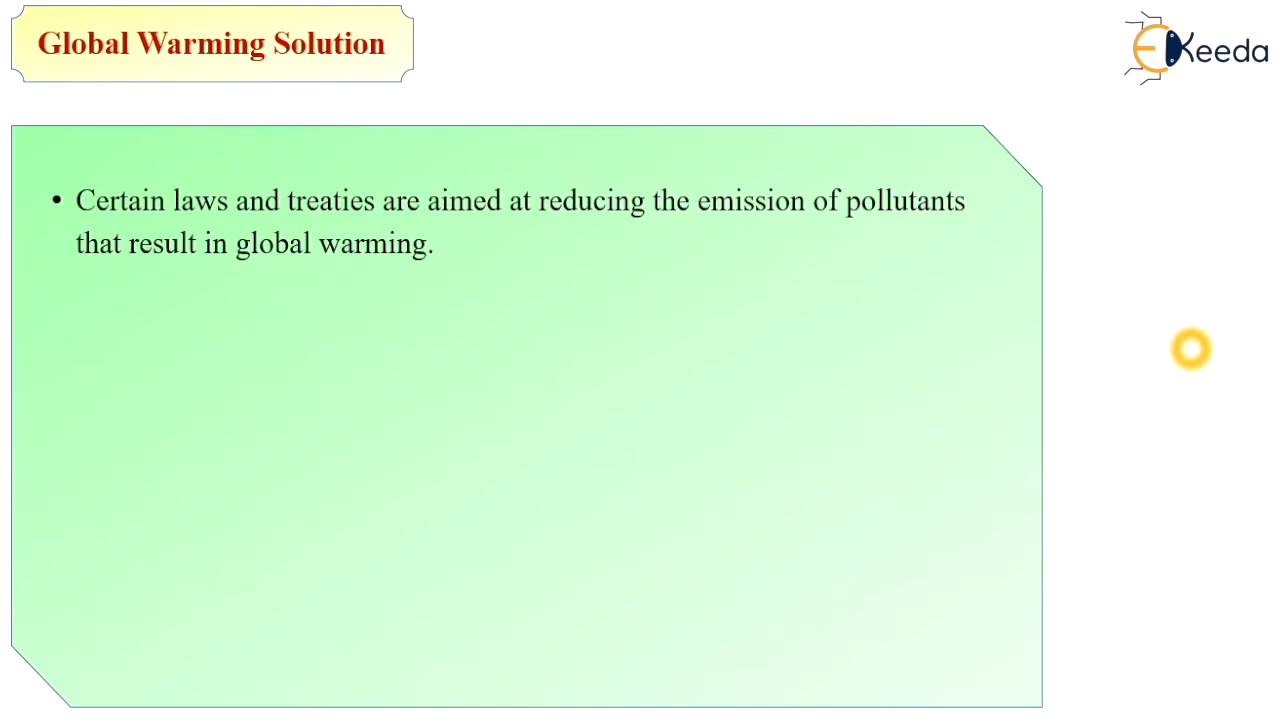 Global Warming Solution
EKeeda
• Certain laws and treaties are aimed at reducing the emission of pollutants
that result in global warming.